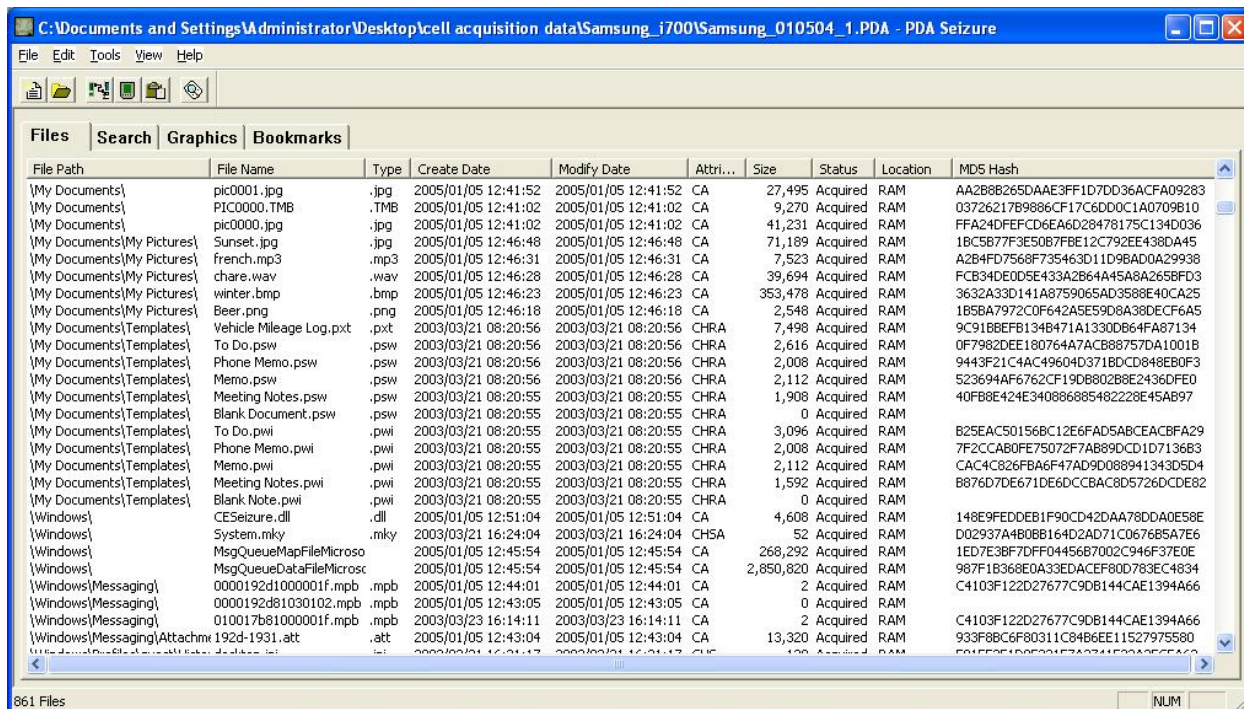 C:\Documents and Settings\Administrator\Desktop\cell acquisition data\Samsung_i700\Samsung_010504_1.PDA - PDA Seizure
File Edit Tools View Help
Files Search Graphics Bookmarks
File Path File Name Type Create Date Modify Date Attri... Size Status Location MD5 Hash
\My Documents\ pic0001.jpg .jpg 2005/01/05 12:41:52 2005/01/05 12:41:52 CA 27,495 Acquired RAM AA2B8B265DAAE3FF1D7DD36ACFA09283
\My Documents\ PIC0000.TMB .TMB 2005/01/05 12:41:02 2005/01/05 12:41:02 CA 9,270 Acquired RAM 03726217B9886CF17C6DD0C1A0709B10
\My Documents\ pic0000.jpg .jpg 2005/01/05 12:41:02 2005/01/05 12:41:02 CA 41,231 Acquired RAM FFA24DFEFCD6EA6D28478175C134D036
\My Documents\My Pictures\ Sunset.jpg .jpg 2005/01/05 12:46:48 2005/01/05 12:46:48 CA 71,189 Acquired RAM 1BC5B77F3E50B7FBE12C792EE438DA45
\My Documents\My Pictures\ french.mp3 .mp3 2005/01/05 12:46:31 2005/01/05 12:46:31 CA 7,523 Acquired RAM A2B4FD7568F735463D11D9BAD0A29938
\My Documents\My Pictures\ chare.wav .wav 2005/01/05 12:46:28 2005/01/05 12:46:28 CA 39,694 Acquired RAM FCB34DE0D5E433A2B64A45A8A265BFD3
\My Documents\My Pictures\ winter.bmp .bmp 2005/01/05 12:46:23 2005/01/05 12:46:23 CA 353,478 Acquired RAM 3632A33D141A8759065AD3588E40CA25
\My Documents\My Pictures\ Beer.png .png 2005/01/05 12:46:18 2005/01/05 12:46:18 CA 2,548 Acquired RAM 1B5BA7972C0F642A5E59D8A38DECF6A5
\My Documents\Templates\ Vehicle Mileage Log.pxt .pxt 2003/03/21 08:20:56 2003/03/21 08:20:56 CHRA 7,498 Acquired RAM 9C91BBEFB134B471A1330DB64FA87134
\My Documents\Templates\ To Do.psw .psw 2003/03/21 08:20:56 2003/03/21 08:20:56 CHRA 2,616 Acquired RAM 0F7982DEE180764A7ACB88757DA1001B
\My Documents\Templates\ Phone Memo.psw .psw 2003/03/21 08:20:56 2003/03/21 08:20:56 CHRA 2,008 Acquired RAM 9443F21C4AC49604D371BDCD848EB0F3
\My Documents\Templates\ Memo.psw .psw 2003/03/21 08:20:56 2003/03/21 08:20:56 CHRA 2,112 Acquired RAM 523694AF6762CF19DB802B8E2436DFE0
\My Documents\Templates\ Meeting Notes.psw .psw 2003/03/21 08:20:55 2003/03/21 08:20:55 CHRA 1,908 Acquired RAM 40FB8E424E340886885482228E45AB97
\My Documents\Templates\ Blank Document.psw .psw 2003/03/21 08:20:55 2003/03/21 08:20:55 CHRA 0 Acquired RAM
\My Documents\Templates\ To Do.pwi .pwi 2003/03/21 08:20:55 2003/03/21 08:20:55 CHRA 3,096 Acquired RAM B25EAC50156BC12E6FAD5ABCEACBFA29
\My Documents\Templates\ Phone Memo.pwi .pwi 2003/03/21 08:20:55 2003/03/21 08:20:55 CHRA 2,008 Acquired RAM 7F2CCAB0FE75072F7AB89DCD1D7136B3
\My Documents\Templates\ Memo.pwi .pwi 2003/03/21 08:20:55 2003/03/21 08:20:55 CHRA 2,112 Acquired RAM CAC4C826FBA6F47AD9D088941343D5D4
\My Documents\Templates\ Meeting Notes.pwi .pwi 2003/03/21 08:20:55 2003/03/21 08:20:55 CHRA 1,592 Acquired RAM B876D7DE671DE6DCCBAC8D5726DCDE82
\My Documents\Templates\ Blank Note.pwi .pwi 2003/03/21 08:20:55 2003/03/21 08:20:55 CHRA 0 Acquired RAM
\Windows\ CESeizure.dll .dll 2005/01/05 12:51:04 2005/01/05 12:51:04 CA 4,608 Acquired RAM 148E9FEDDEB1F90CD42DAA78DDA0E58E
\Windows\ System.mky .mky 2003/03/21 16:24:04 2003/03/21 16:24:04 CHSA 52 Acquired RAM D02937A4B0BB164D2AD71C0676B5A7E6
\Windows\ MsgQueueMapFileMicroso 2005/01/05 12:45:54 2005/01/05 12:45:54 CA 268,292 Acquired RAM 1ED7E3BF7DFF04456B7002C946F37E0E
\Windows\ MsgQueueDataFileMicrosc 2005/01/05 12:45:54 2005/01/05 12:45:54 CA 2,850,820 Acquired RAM 987F1B368E0A33EDACEF80D783EC4834
\Windows\Messaging\ 0000192d1000001f.mpb .mpb 2005/01/05 12:44:01 2005/01/05 12:44:01 CA 2 Acquired RAM C4103F122D27677C9DB144CAE1394A66
\Windows\Messaging\ 0000192d81030102.mpb .mpb 2005/01/05 12:43:05 2005/01/05 12:43:05 CA 0 Acquired RAM
\Windows\Messaging\ 010017b81000001f.mpb .mpb 2003/03/23 16:14:11 2003/03/23 16:14:11 CA 2 Acquired RAM C4103F122D27677C9DB144CAE1394A66
\Windows\Messaging\Attachme 192d-1931.att .att 2005/01/05 12:43:04 2005/01/05 12:43:04 CA 13,320 Acquired RAM 933F8BC6F80311C84B6EE11527975580
861 Files NUM